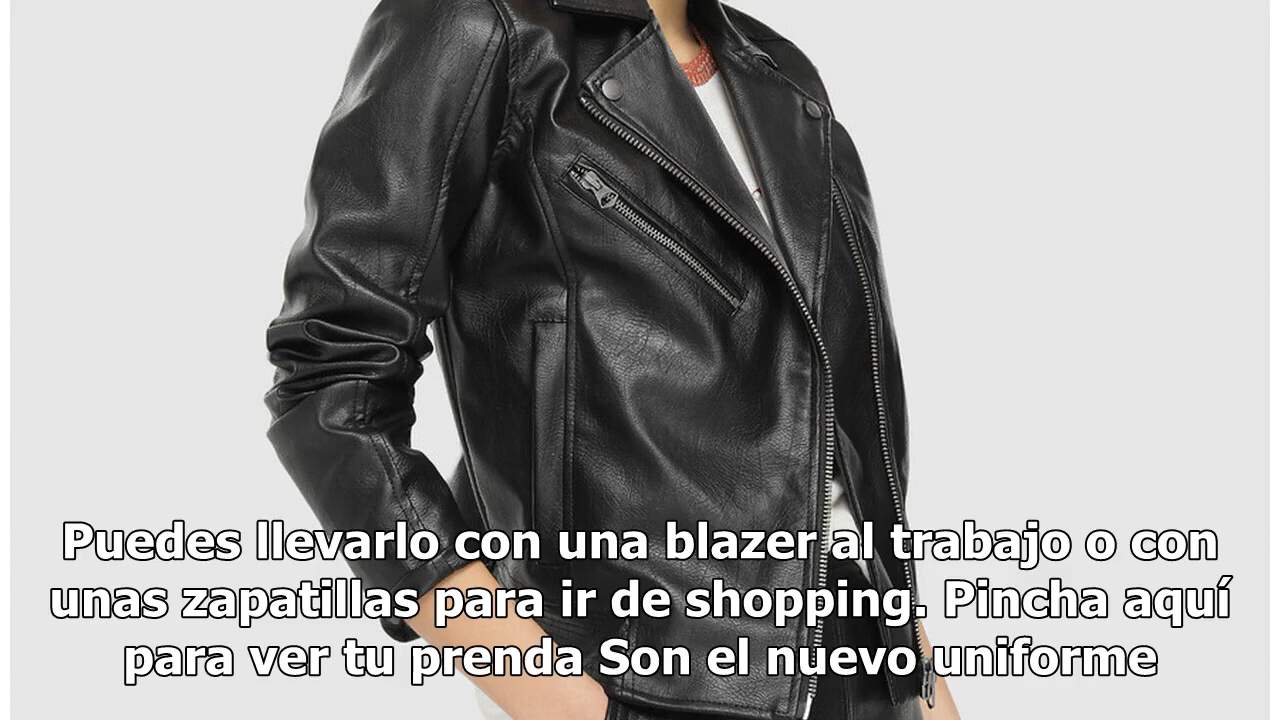 Puedes llevarlo con una blazer al trabajo o con
unas zapatillas para ir de shopping. Pincha aquí
para ver tu prenda Son el nuevo uniforme